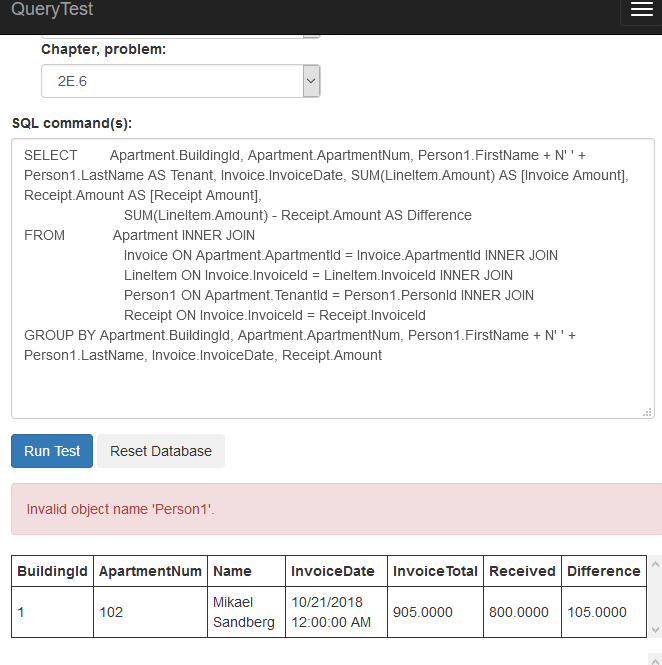 QueryTest
Chapter, problem:
2E.6
SQL command(s):
SELECT Apartment.BuildingId, Apartment.ApartmentNum, Person1.FirstName + N' ' +
Person1.LastName AS Tenant, Invoice.InvoiceDate, SUM(LineItem.Amount) AS [Invoice Amount],
Receipt.Amount AS [Receipt Amount],
SUM(LineItem.Amount) - Receipt.Amount AS Difference
FROM Apartment INNER JOIN
Invoice ON Apartment.ApartmentId = Invoice.ApartmentId INNER JOIN
LineItem ON Invoice.InvoiceId = LineItem.InvoiceId INNER JOIN
Person1 ON Apartment.TenantId = Person1.PersonId INNER JOIN
Receipt ON Invoice.InvoiceId = Receipt.InvoiceId
GROUP BY Apartment.BuildingId, Apartment.ApartmentNum, Person1.FirstName + N' ' +
Person1.LastName, Invoice.InvoiceDate, Receipt.Amount
Run Test Reset Database
Invalid object name 'Person1'.
BuildingId ApartmentNum Name InvoiceDate InvoiceTotal Received Difference
1 102 Mikael Sandberg 10/21/2018 12:00:00 AM 905.0000 800.0000 105.0000